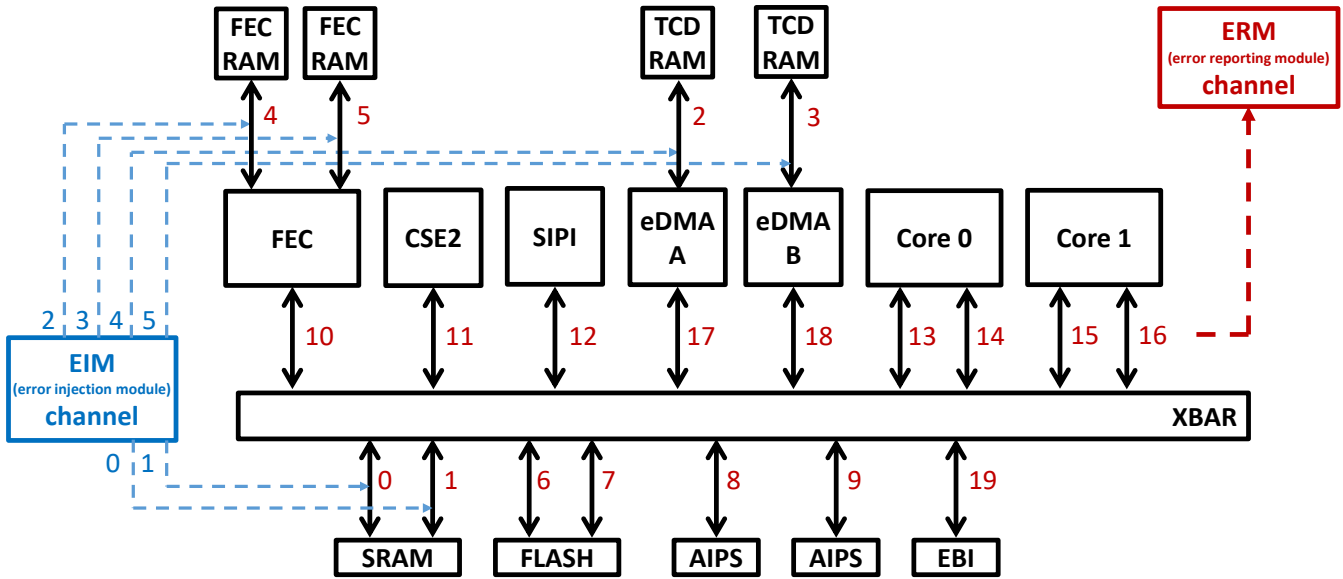 FEC
RAM
FEC
RAM
TCD
RAM
TCD
RAM
ERM
(error reporting module)
channel
4
5
2
3
FEC
CSE2
SIPI
eDMA
A
eDMA
B
Core 0
Core 1
2
3
4
5
10
11
12
17
18
13
14
15
16
EIM
(error injection module)
channel
XBAR
0
1
0
1
6
7
8
9
19
SRAM
FLASH
AIPS
AIPS
EBI